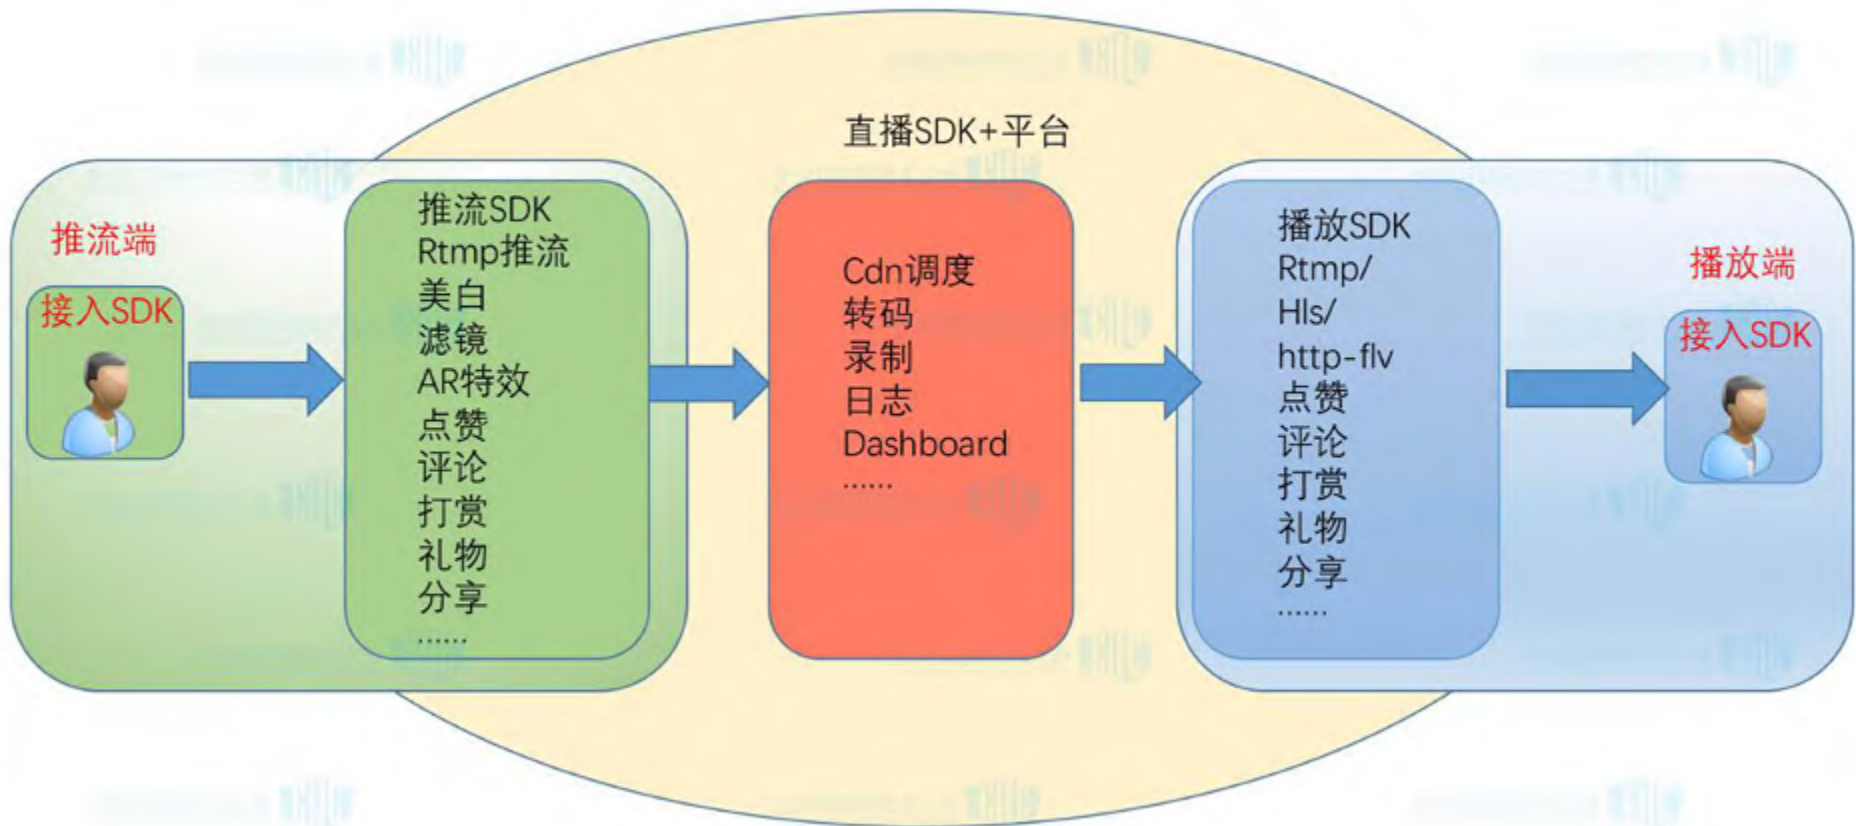 直播SDK+平台
推流端
接入SDK
推流SDK
Rtmp推流
美白
滤镜
AR特效
点赞
评论
打赏
礼物
分享
……
Cdn调度
转码
录制
日志
Dashboard
……
播放SDK
Rtmp/
Hls/
http-flv
点赞
评论
打赏
礼物
分享
……
播放端
接入SDK